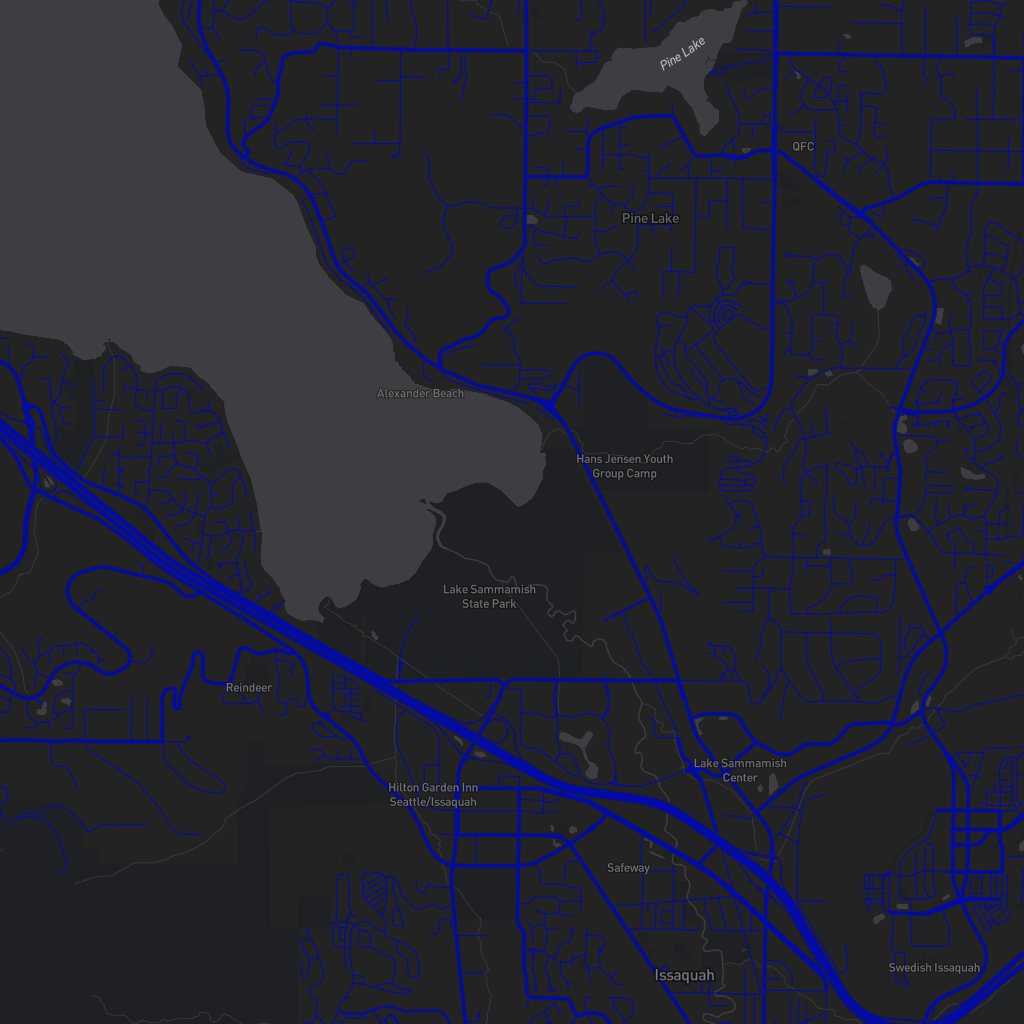 Pine Lake
QFC
Pine Lake
Alexander Beach
Hans Jensen Youth
Group Camp
Lake Sammamish
State Park
Reindeer
Lake Sammamish
Center
Hilton Garden Inn
Seattle/Issaquah
Safeway
Issaquah
Swedish Issaquah